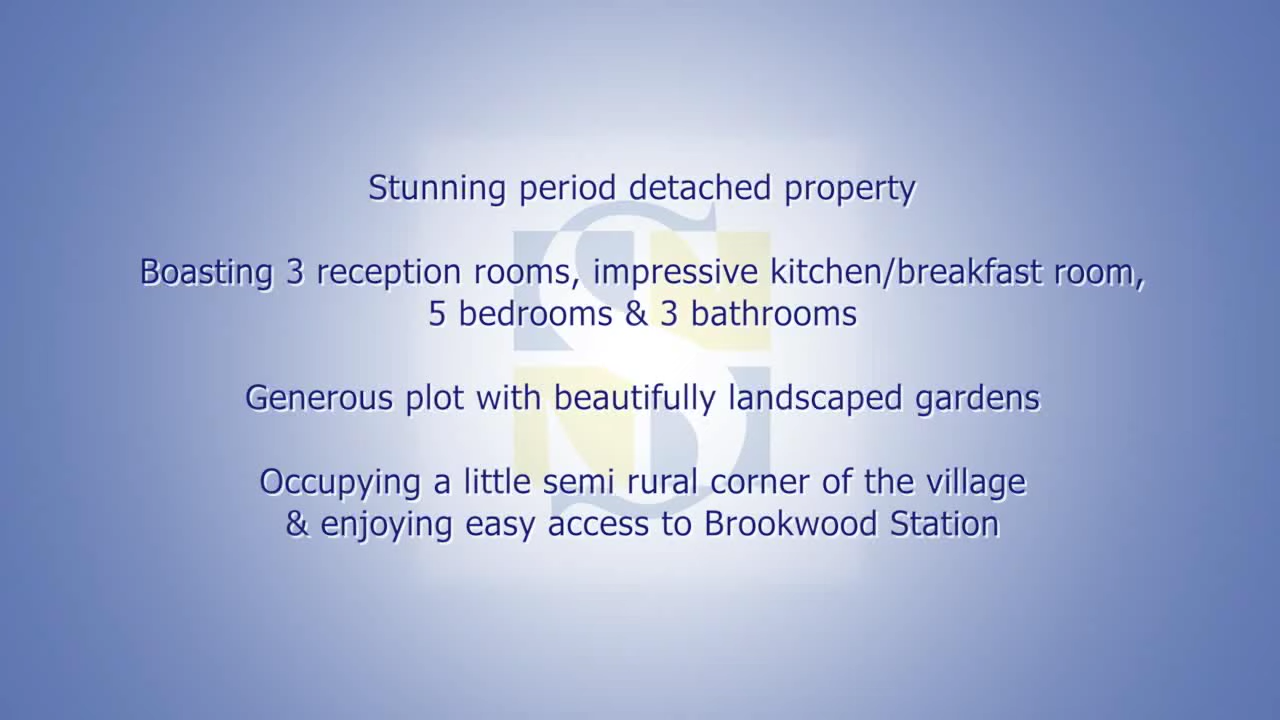 Stunning period detached property
Boasting 3 reception rooms, impressive kitchen/breakfast room,
5 bedrooms & 3 bathrooms
Generous plot with beautifully landscaped gardens
Occupying a little semi rural corner of the village
& enjoying easy access to Brookwood Station